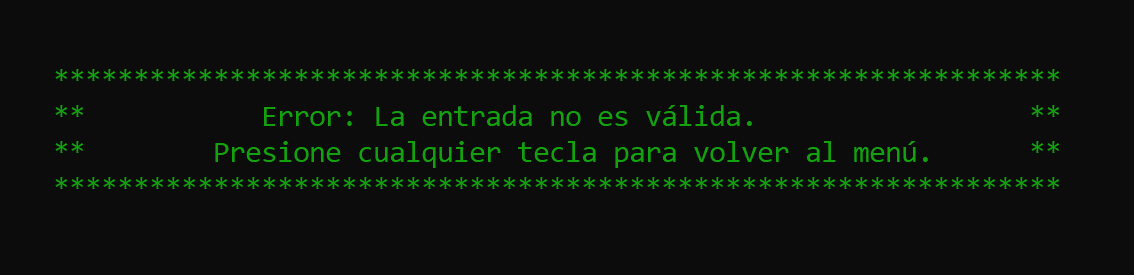 ***************************************************************
**           Error: La entrada no es válida.                 **
**        Presione cualquier tecla para volver al menú.      **
***************************************************************